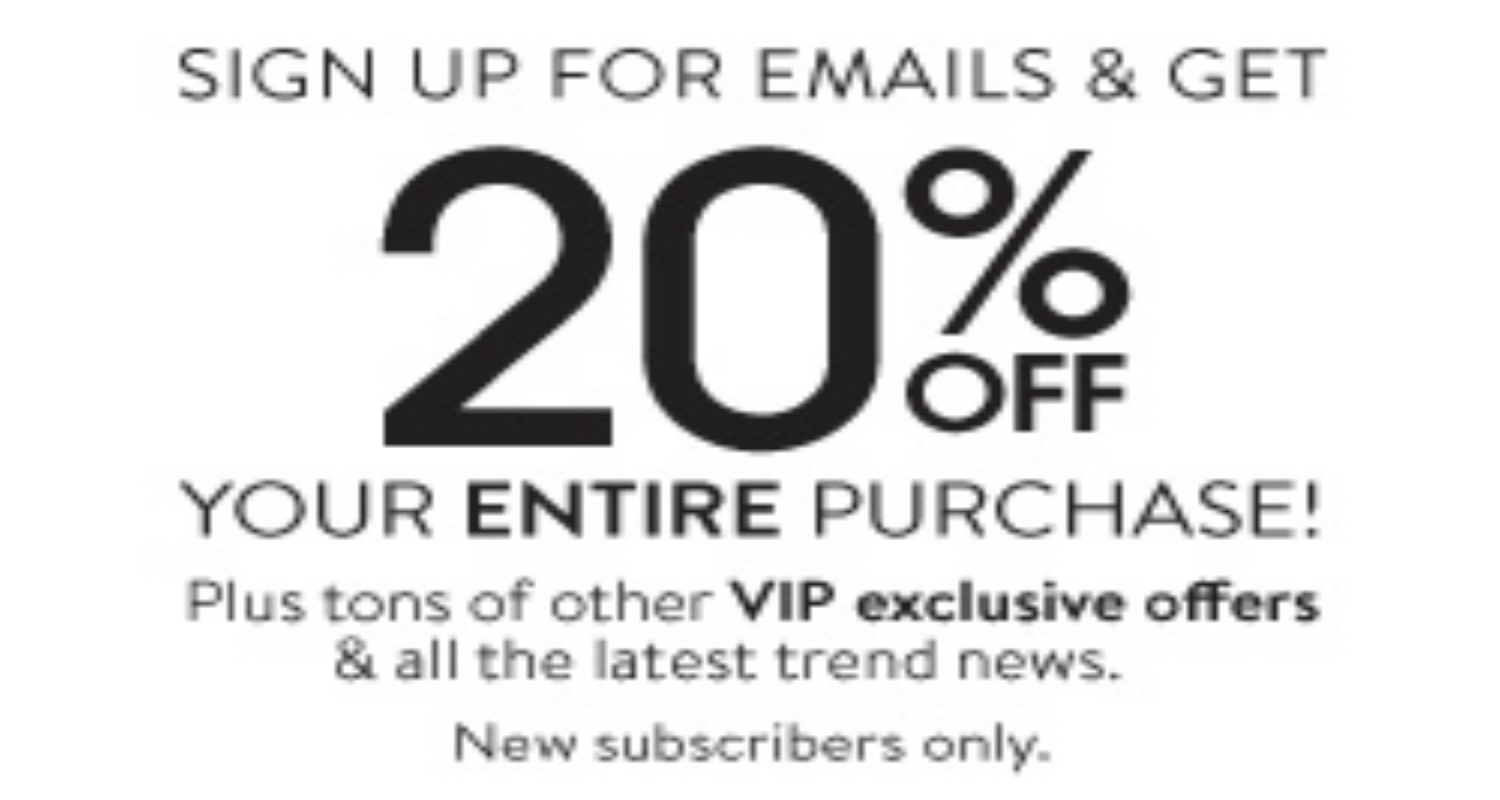 SIGN UP FOR EMAILS & GET
20% OFF
YOUR ENTIRE PURCHASE!
Plus tons of other VIP exclusive offers
& all the latest trend news.
New subscribers only.